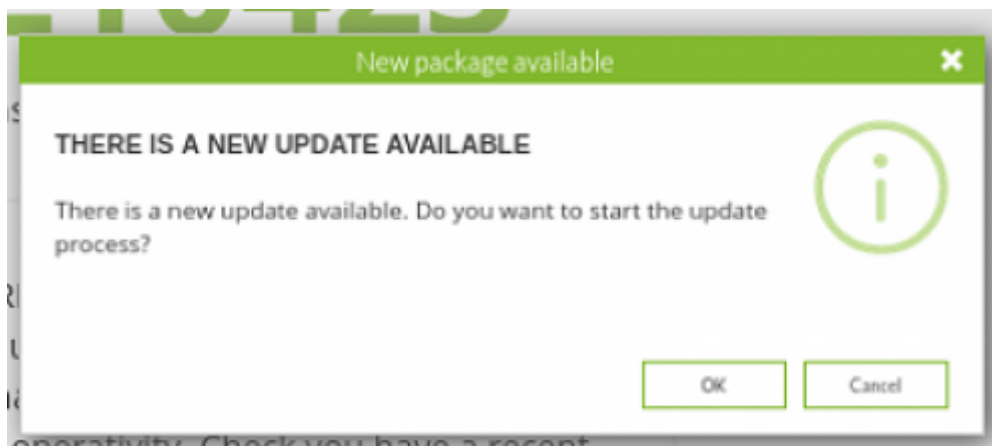 New package available
THERE IS A NEW UPDATE AVAILABLE
There is a new update available. Do you want to start the update
process?
OK
Cancel
operativity. Check you have a recent